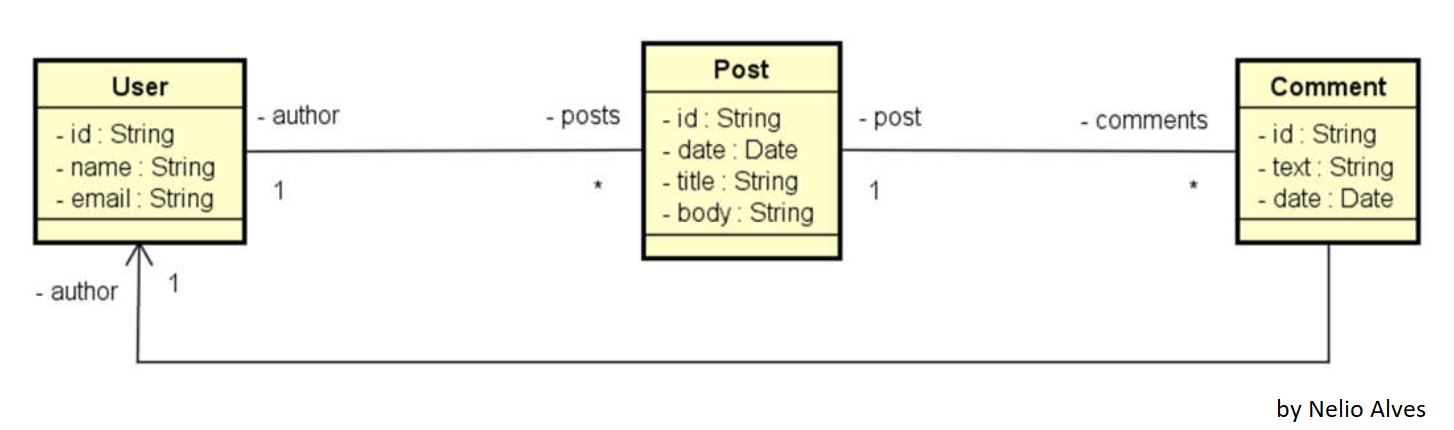 User
- id : String
- name : String
- email : String
- author
1
- posts
*
Post
- id : String
- date : Date
- title : String
- body : String
- post
1
- comments
*
Comment
- id : String
- text : String
- date : Date
- author
1
by Nelio Alves